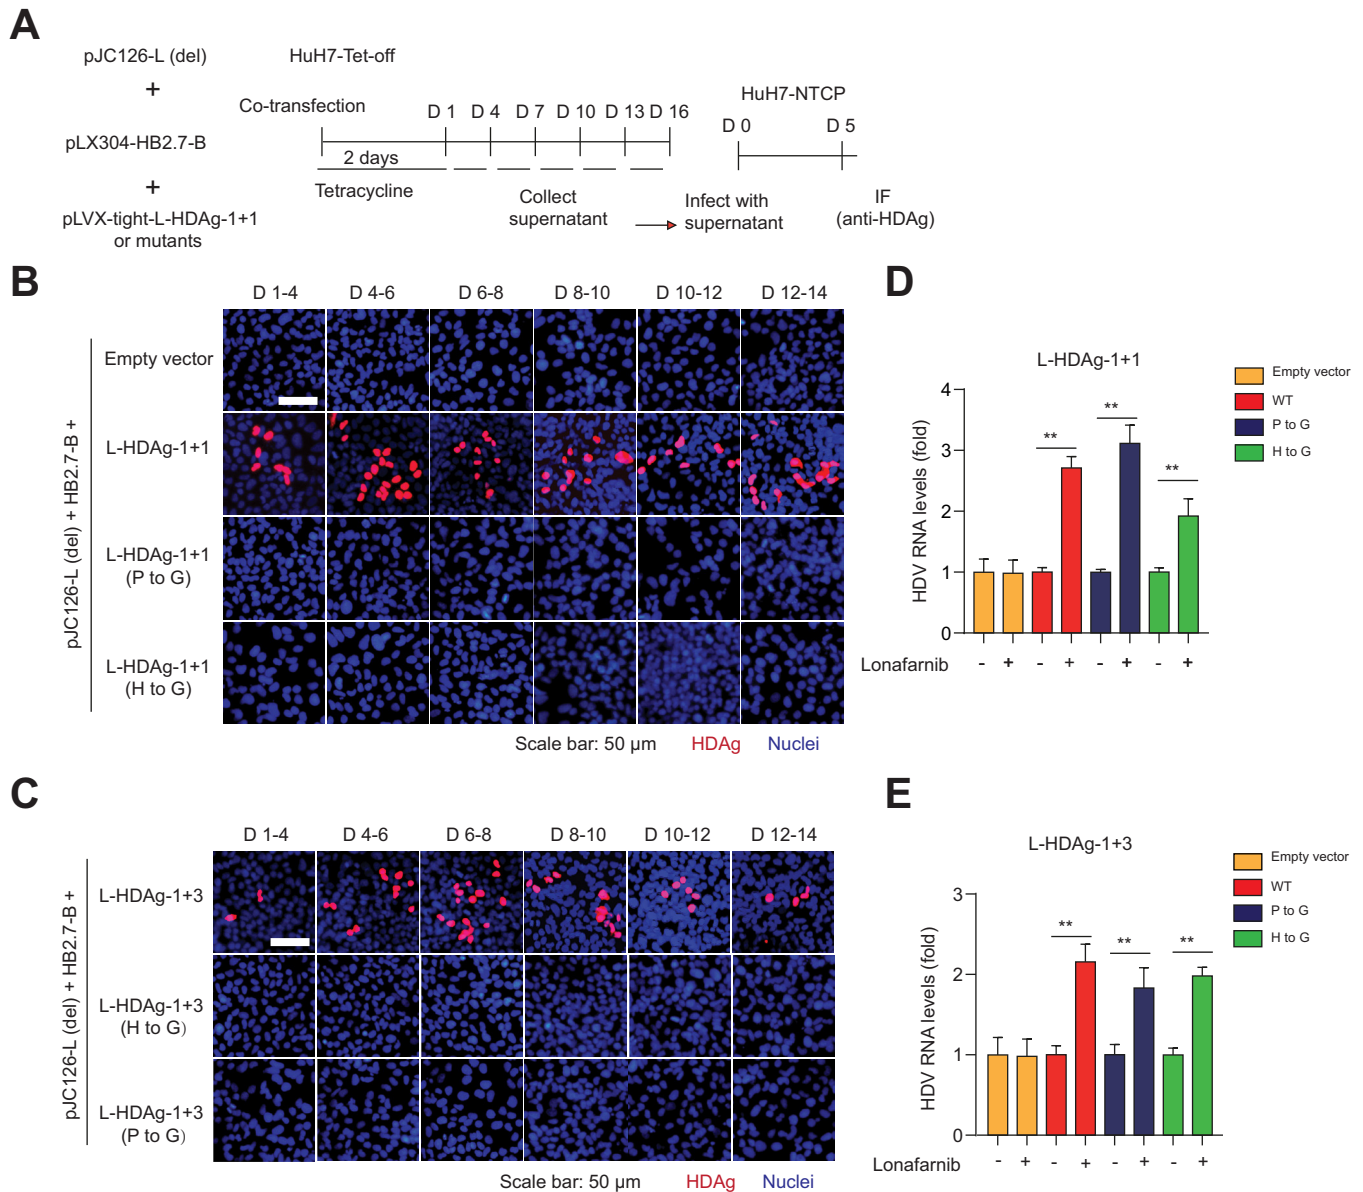 A
pJC126-L (del)
+
pLX304-HB2.7-B
+
pLVX-tight-L-HDAg-1+1
or mutants
HuH7-Tet-off
Co-transfection
D 1 D 4 D 7 D 10 D 13 D 16
2 days
Tetracycline
Collect
supernatant
Infect with
supernatant
HuH7-NTCP
D 0 D 5
IF
(anti-HDAg)
B
D 1-4 D 4-6 D 6-8 D 8-10 D 10-12 D 12-14
pJC126-L (del) + HB2.7-B +
Empty vector
L-HDAg-1+1
L-HDAg-1+1
(P to G)
L-HDAg-1+1
(H to G)
Scale bar: 50 µm HDAg Nuclei
D
L-HDAg-1+1
Empty vector
WT
P to G
H to G
HDV RNA levels (fold)
4
3
2
1
0
** ** **
Lonafarnib - + - + - + - +
C
D 1-4 D 4-6 D 6-8 D 8-10 D 10-12 D 12-14
pJC126-L (del) + HB2.7-B +
L-HDAg-1+3
L-HDAg-1+3
(H to G)
L-HDAg-1+3
(P to G)
Scale bar: 50 µm HDAg Nuclei
E
L-HDAg-1+3
Empty vector
WT
P to G
H to G
HDV RNA levels (fold)
3
2
1
0
** ** **
Lonafarnib - + - + - + - +